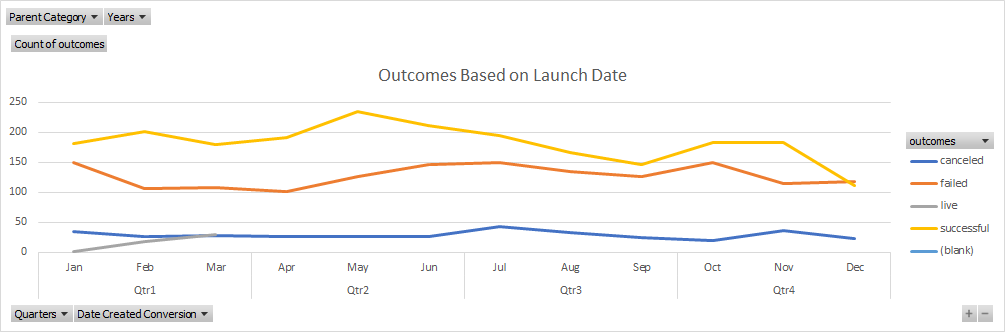 Parent Category Years
Count of outcomes
Outcomes Based on Launch Date
250
200
150
100
50
0
Jan Feb Mar Apr May Jun Jul Aug Sep Oct Nov Dec
Qtr1 Qtr2 Qtr3 Qtr4
outcomes
canceled
failed
live
successful
(blank)
Quarters Date Created Conversion
+ −